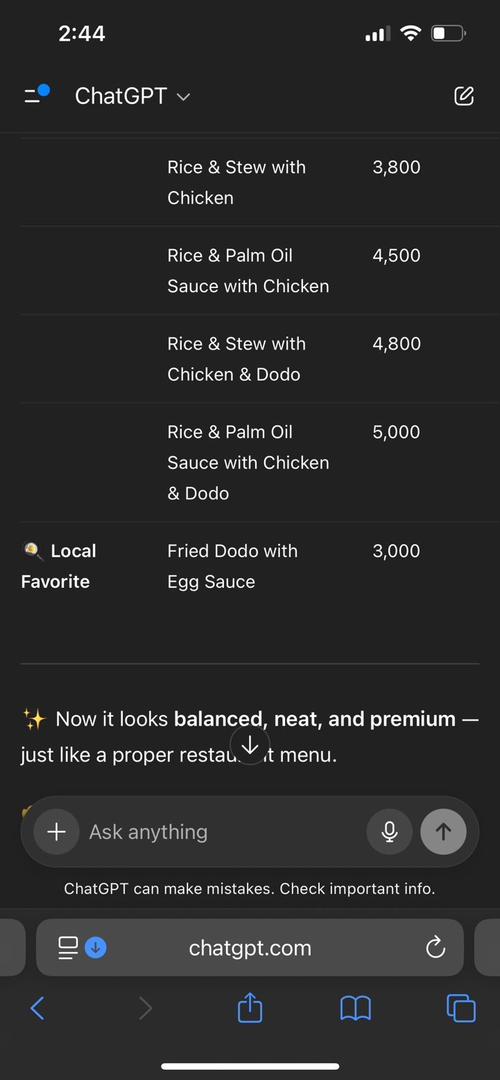 2:44
ChatGPT
Rice & Stew with 3,800
Chicken
Rice & Palm Oil 4,500
Sauce with Chicken
Rice & Stew with 4,800
Chicken & Dodo
Rice & Palm Oil 5,000
Sauce with Chicken
& Dodo
🍳 Local Fried Dodo with 3,000
Favorite Egg Sauce
✨ Now it looks balanced, neat, and premium —
just like a proper t menu.
Ask anything
ChatGPT can make mistakes. Check important info.
chatgpt.com